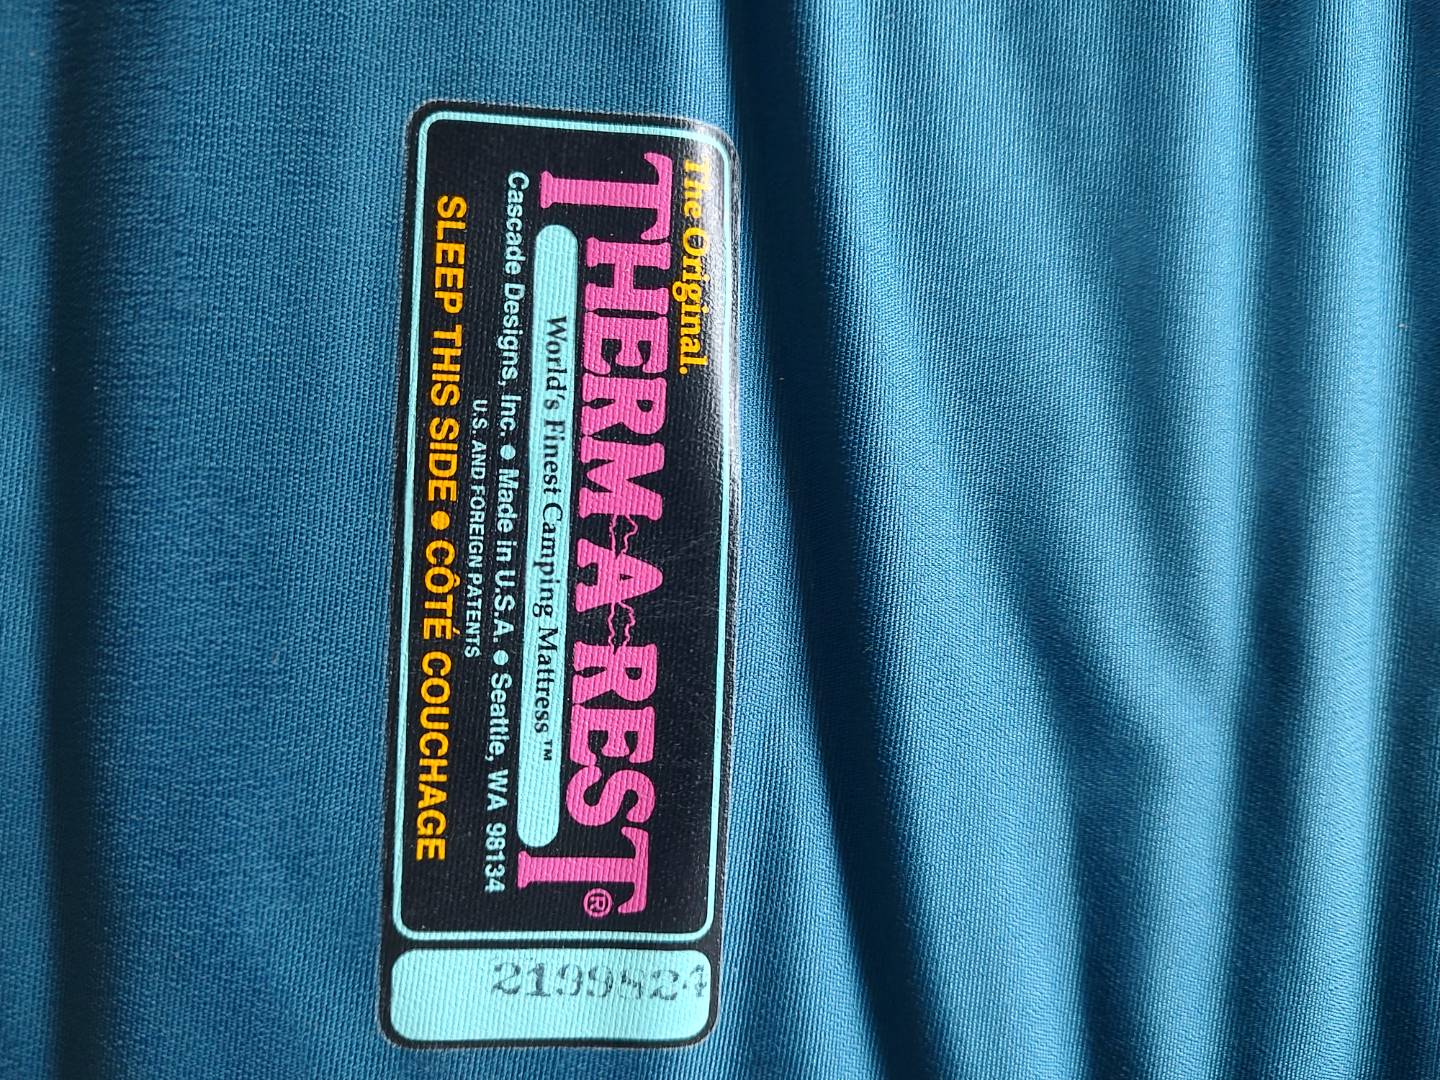 The Original.
THERM-A-REST®
World's Finest Camping Mattress™
Cascade Designs, Inc. ● Made in U.S.A. ● Seattle, WA 98134
U.S. AND FOREIGN PATENTS
SLEEP THIS SIDE ● CÔTÉ COUCHAGE